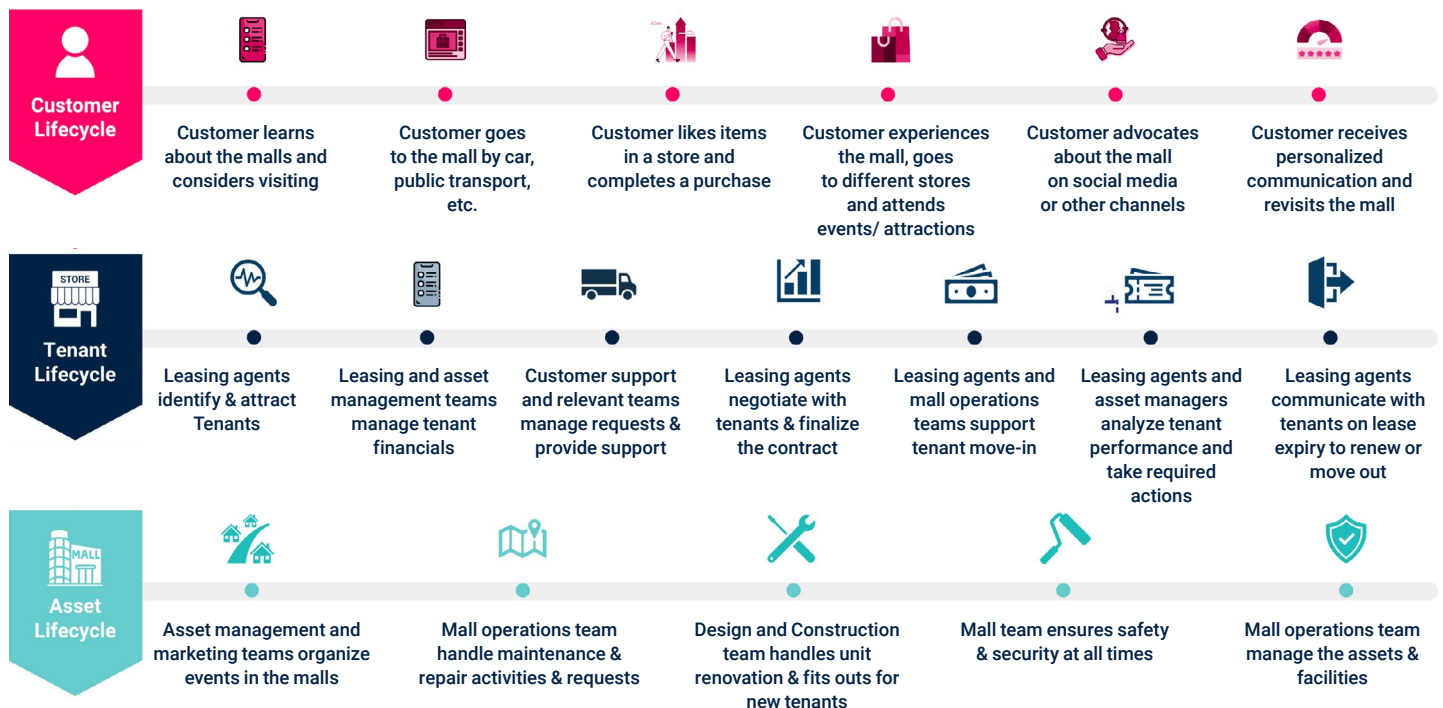 Customer
Lifecycle
Customer learns
about the malls and
considers visiting
Customer goes
to the mall by car,
public transport,
etc.
Customer likes items
in a store and
completes a purchase
Customer experiences
the mall, goes
to different stores
and attends
events/ attractions
Customer advocates
about the mall
on social media
or other channels
Customer receives
personalized
communication and
revisits the mall
STORE
Tenant
Lifecycle
Leasing agents
identify & attract
Tenants
Leasing and asset
management teams
manage tenant
financials
Customer support
and relevant teams
manage requests &
provide support
Leasing agents
negotiate with
tenants & finalize
the contract
Leasing agents and
mall operations
teams support
tenant move-in
Leasing agents and
asset managers
analyze tenant
performance and
take required
actions
Leasing agents
communicate with
tenants on lease
expiry to renew or
move out
MALL
Asset
Lifecycle
Asset management and
marketing teams organize
events in the malls
Mall operations team
handle maintenance &
repair activities & requests
Design and Construction
team handles unit
renovation & fits outs for
new tenants
Mall team ensures safety
& security at all times
Mall operations team
manage the assets &
facilities